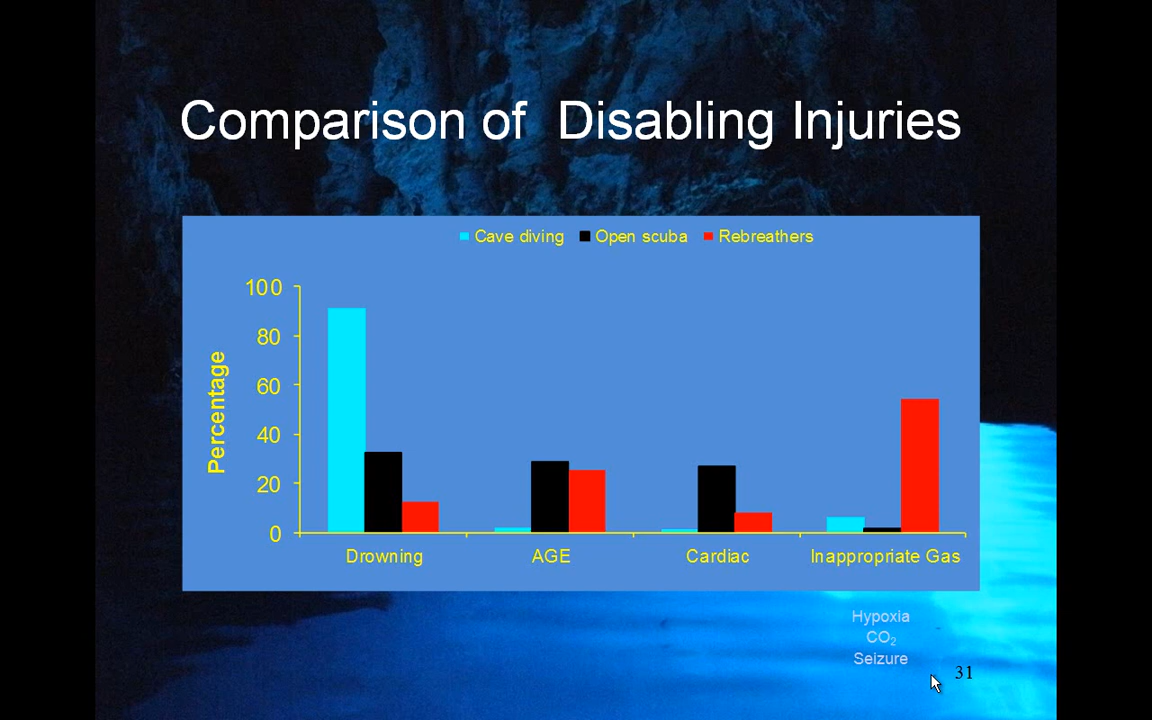 Comparison of  Disabling Injuries
Cave diving Open scuba Rebreathers
100
80
60
40
20
0
Percentage
Drowning AGE Cardiac Inappropriate Gas
Hypoxia
CO₂
Seizure
31